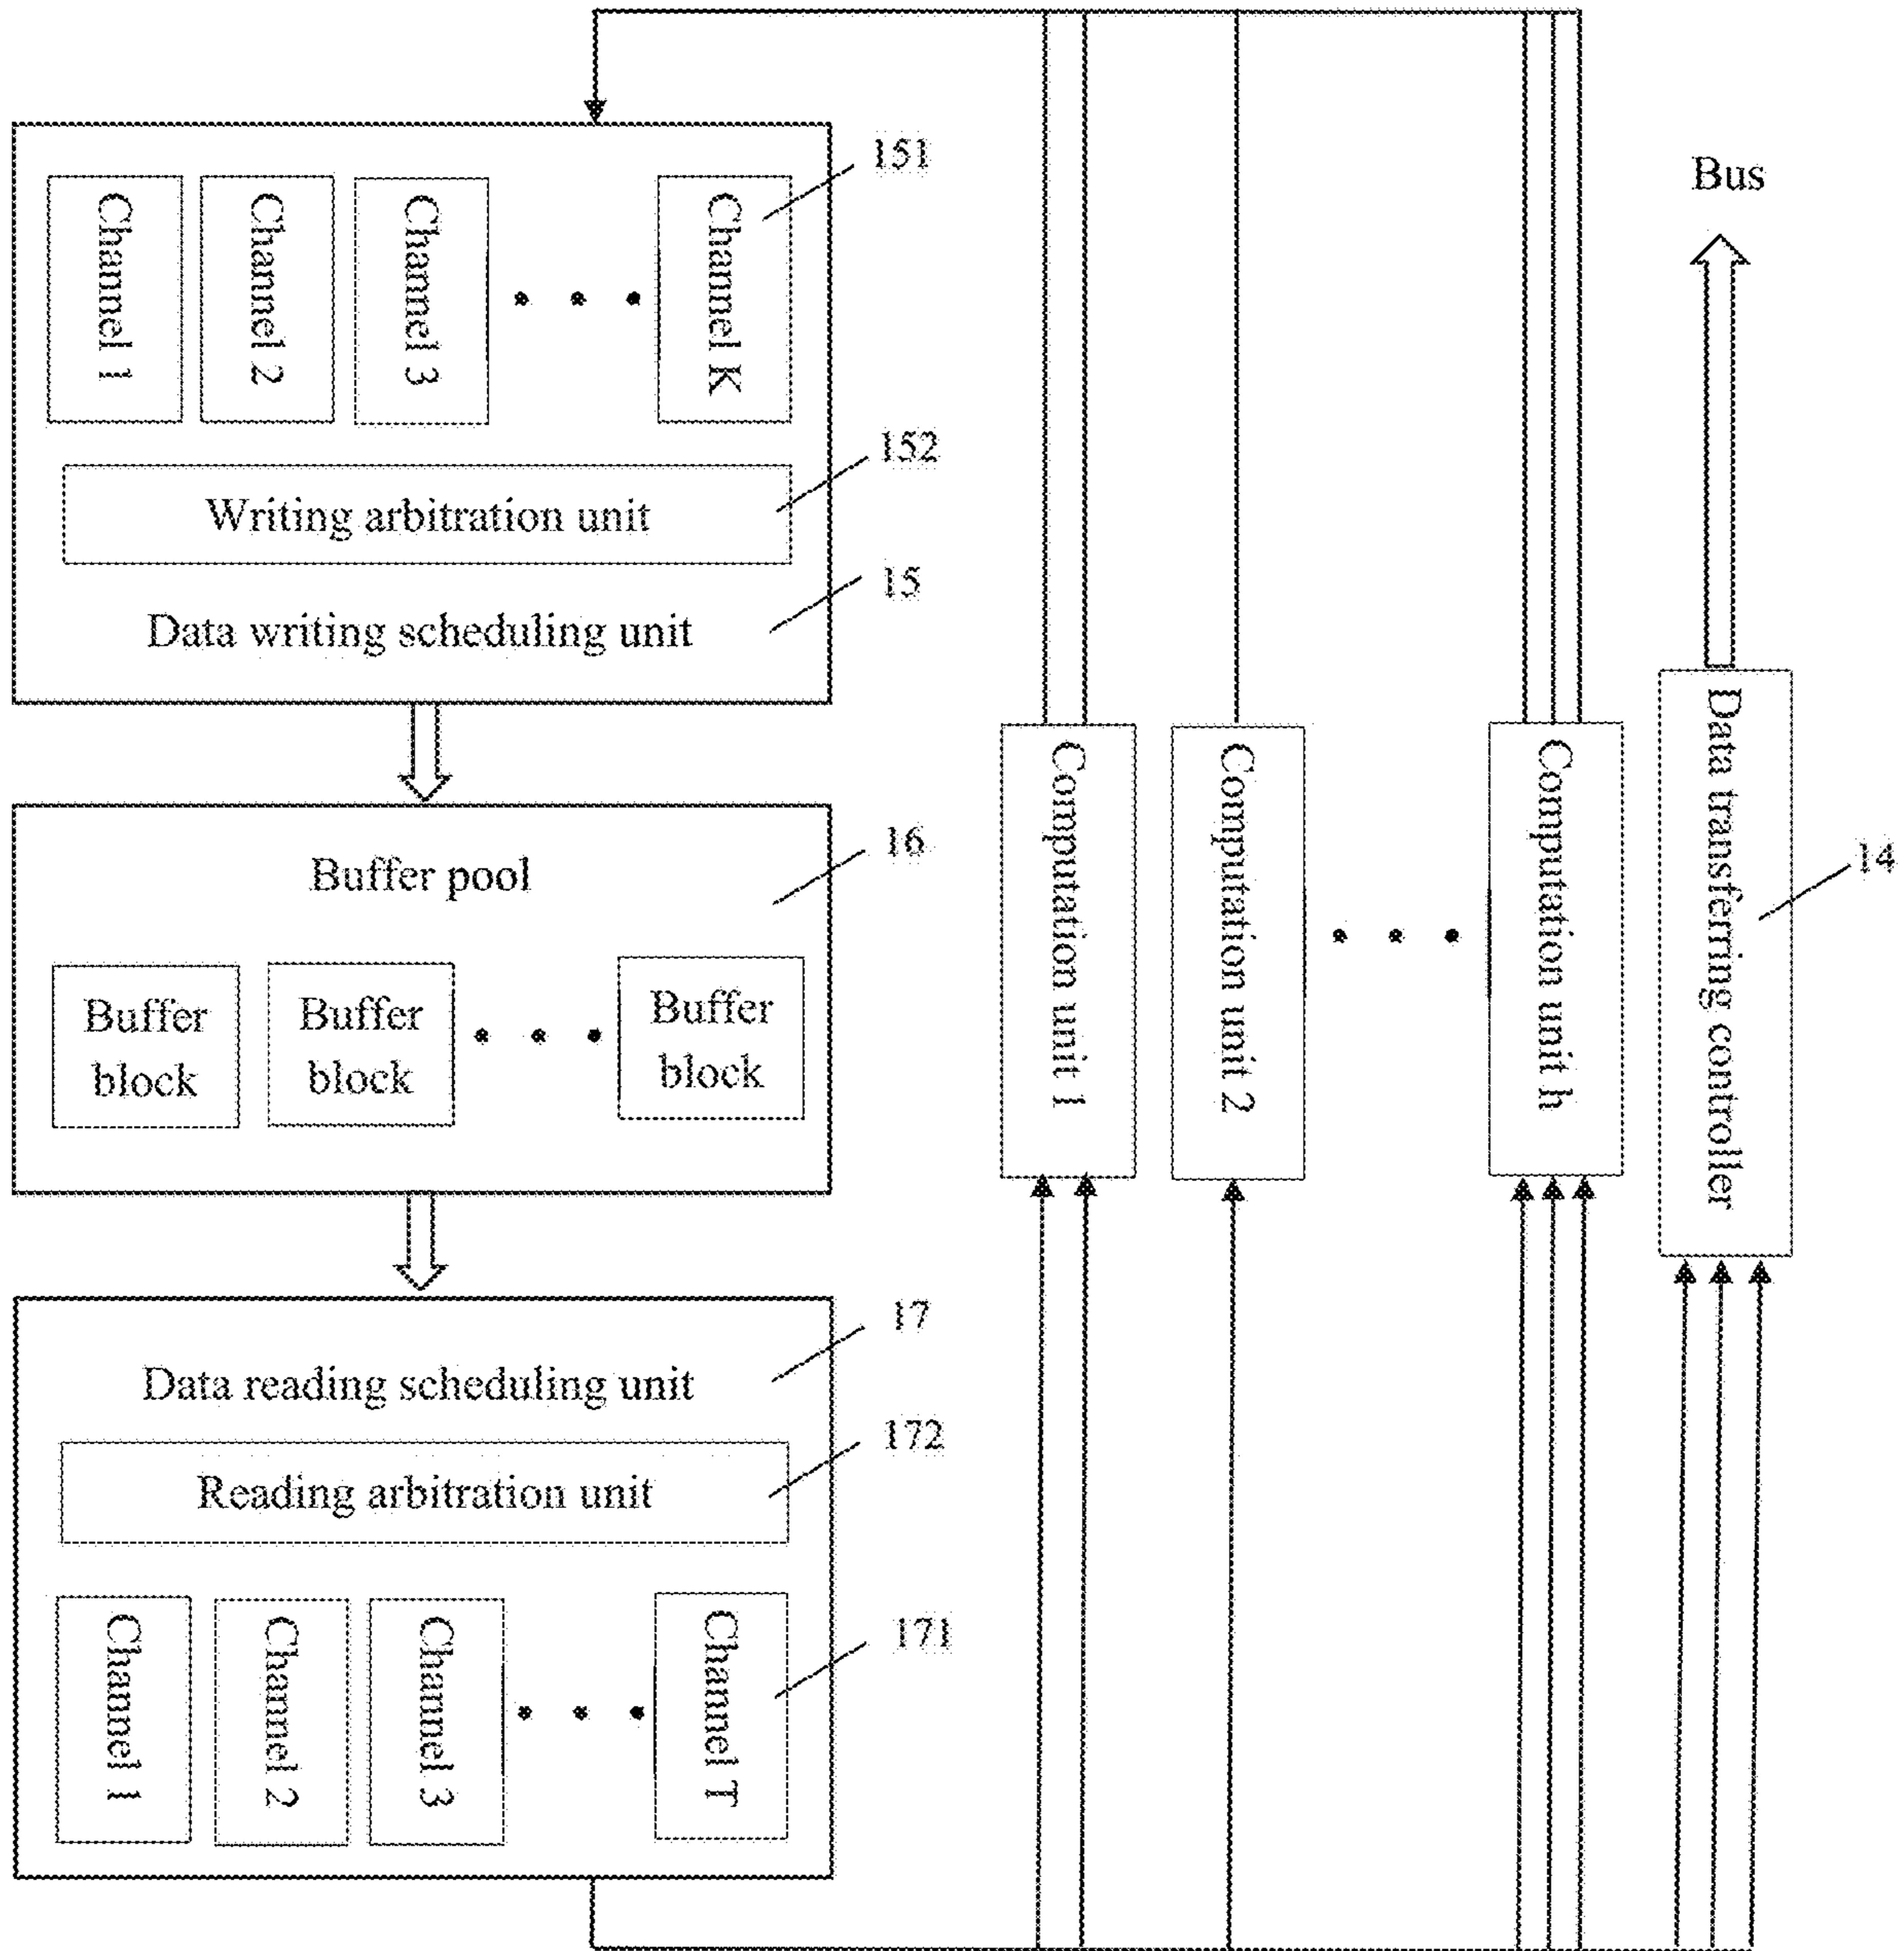 Channel 1
Channel 2
Channel 3
Channel K
151
Writing arbitration unit
152
Data writing scheduling unit
15
Buffer pool
16
Buffer
block
Buffer
block
Buffer
block
Data reading scheduling unit
17
Reading arbitration unit
172
Channel 1
Channel 2
Channel 3
Channel T
171
Computation unit 1
Computation unit 2
Computation unit h
Bus
Data transferring controller
14